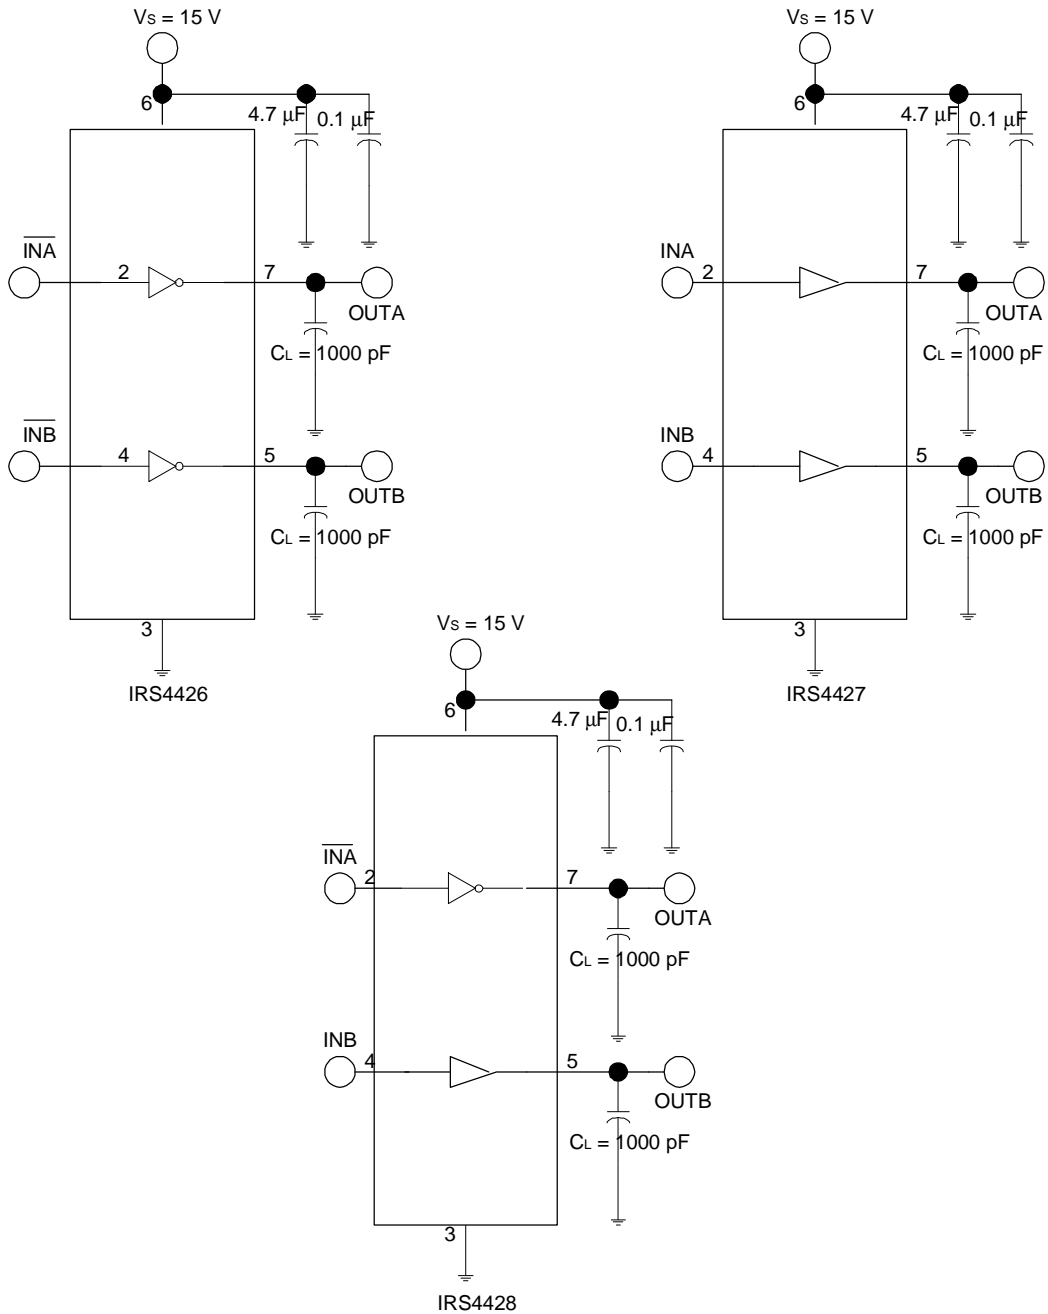 VS = 15 V
6
4.7 µF 0.1 µF
I̅N̅A̅
2
7
OUTA
CL = 1000 pF
I̅N̅B̅
4
5
OUTB
CL = 1000 pF
3
IRS4426
VS = 15 V
6
4.7 µF 0.1 µF
INA
2
7
OUTA
CL = 1000 pF
INB
4
5
OUTB
CL = 1000 pF
3
IRS4427
VS = 15 V
6
4.7 µF 0.1 µF
I̅N̅A̅
2
7
OUTA
CL = 1000 pF
INB
4
5
OUTB
CL = 1000 pF
3
IRS4428